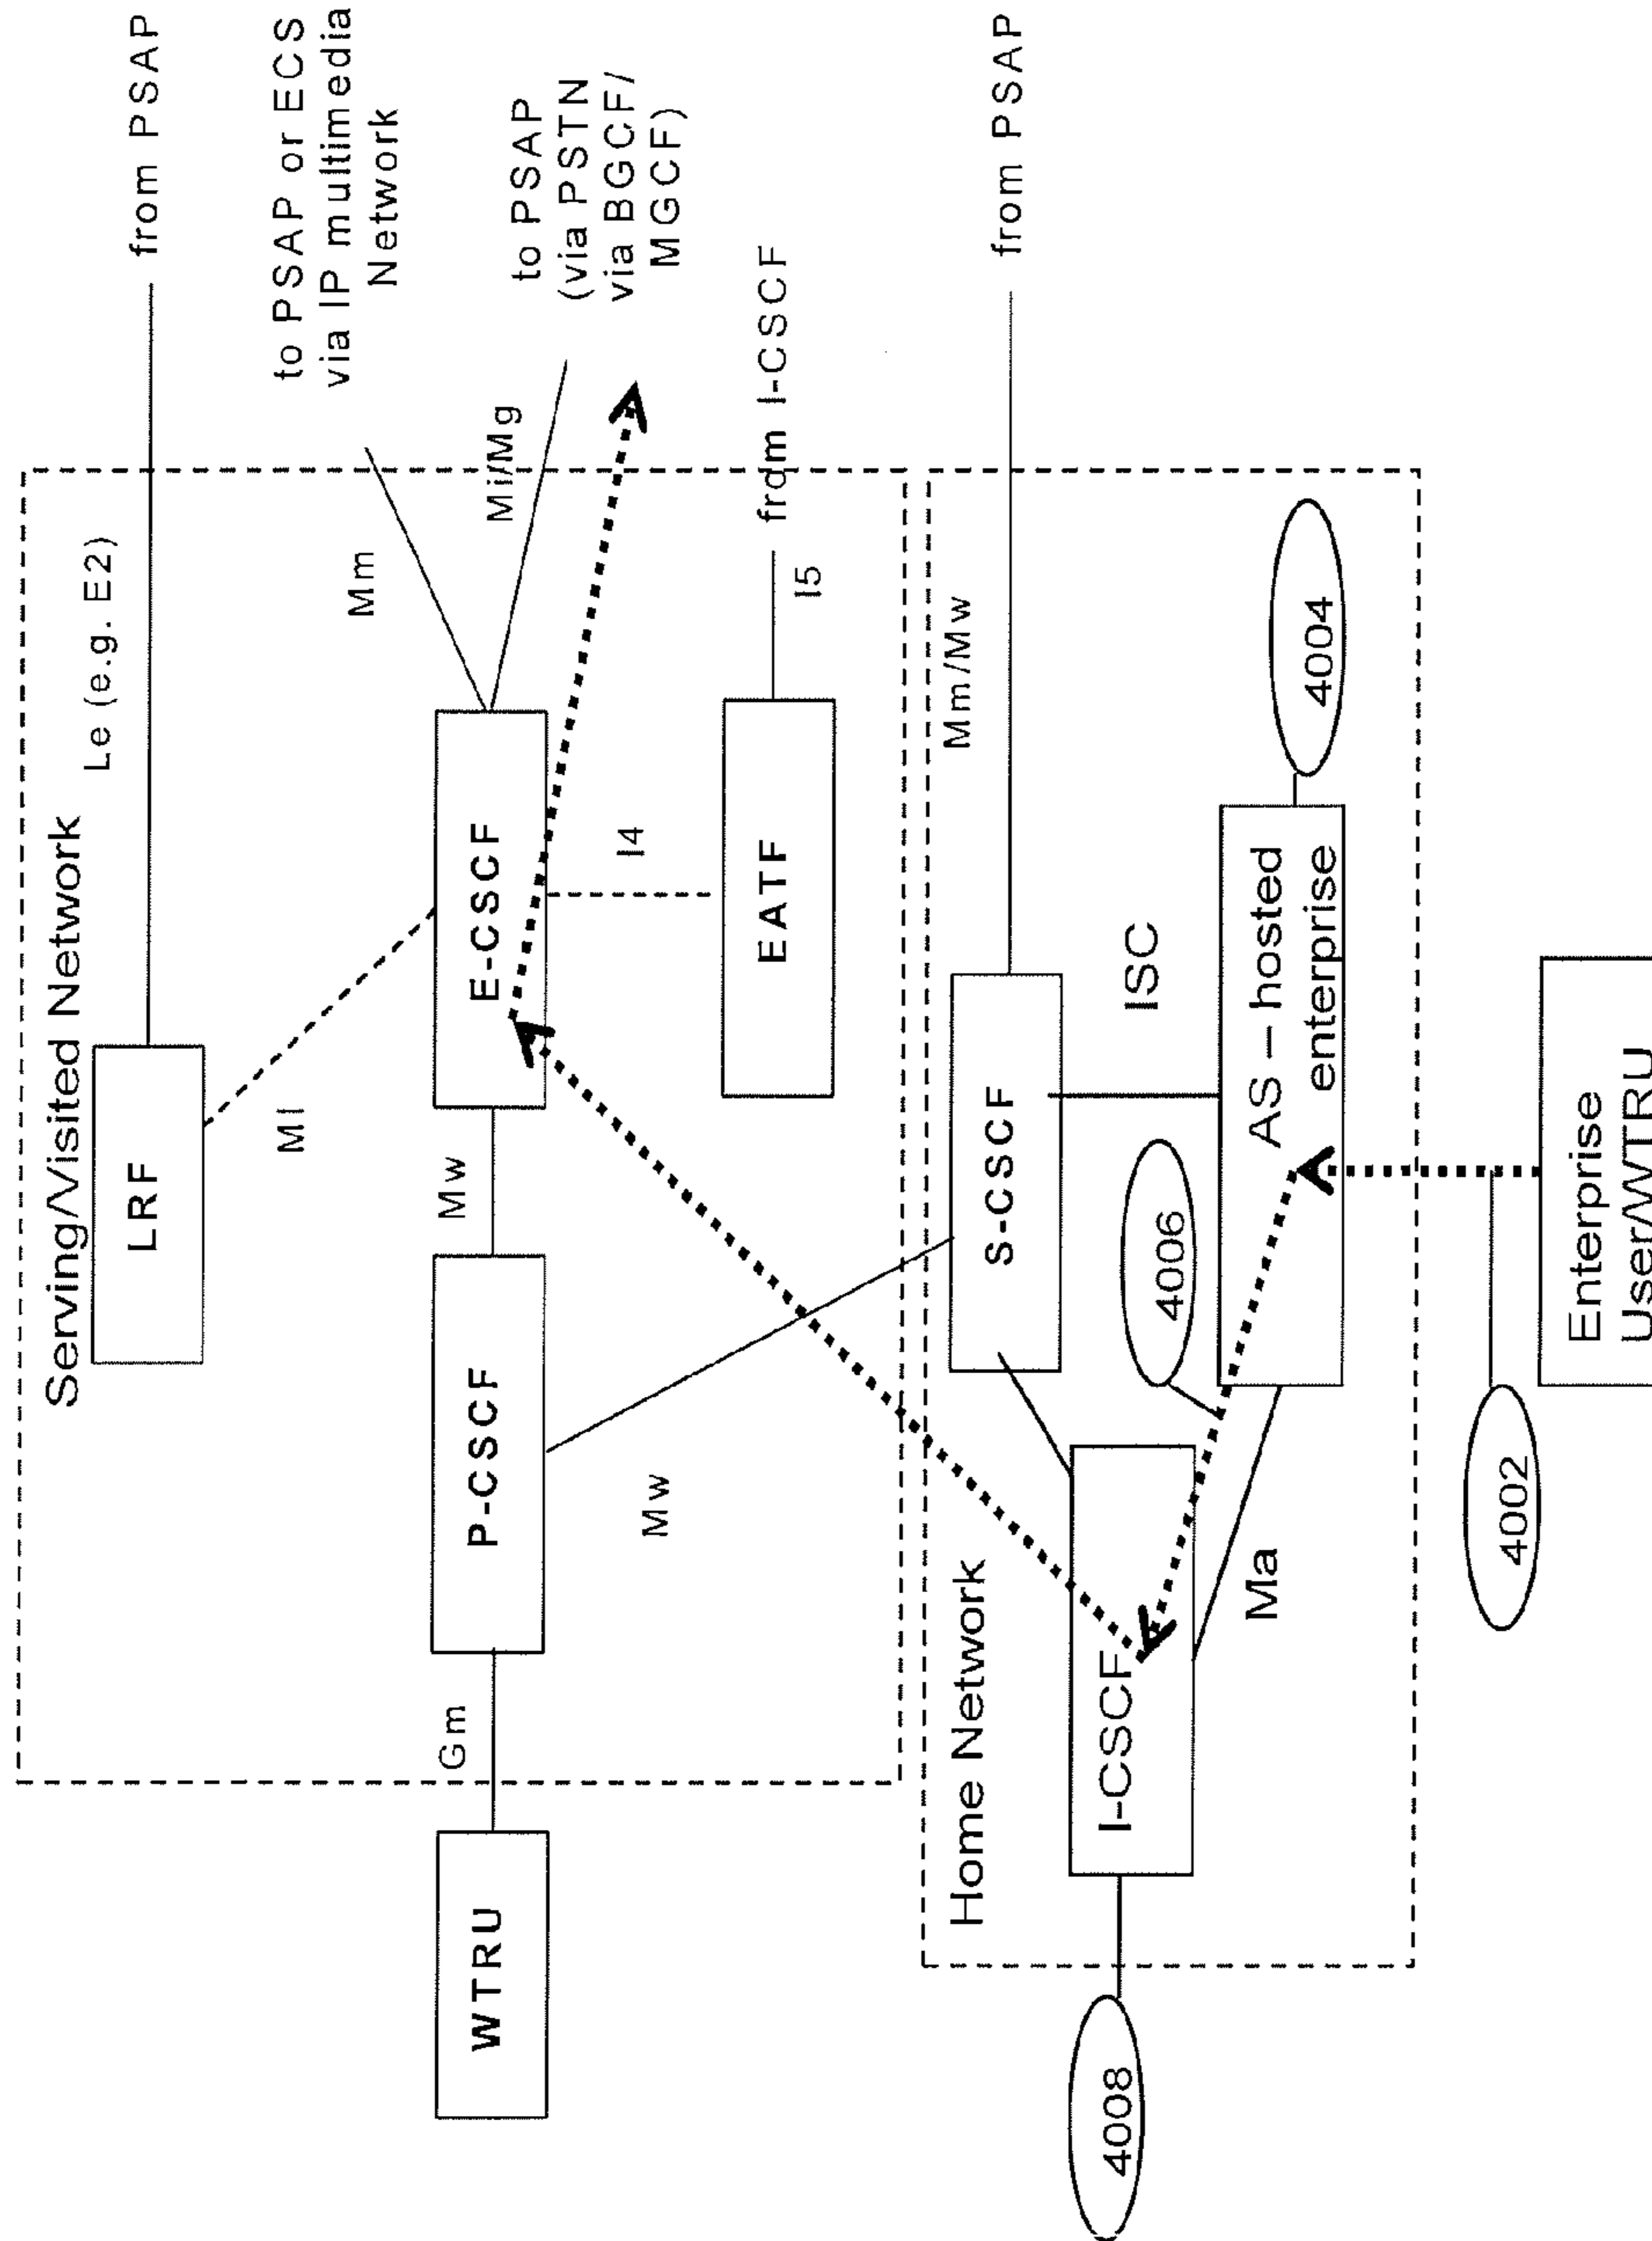 from PSAP
Le (e.g. E2)
Serving/Visited Network
LRF
to PSAP or ECS
via IP multimedia
Network
Ml
Mm
to PSAP
(via PSTN
via BGCF/
MGCF)
Mi/Mg
WTRU
Gm
P-CSCF
Mw
E-CSCF
I4
Mw
EATF
I5
from I-CSCF
from PSAP
Mm/Mw
Home Network
S-CSCF
ISC
I-CSCF
4008
4006
Ma
AS – hosted
enterprise
4004
4002
Enterprise
User/WTRU